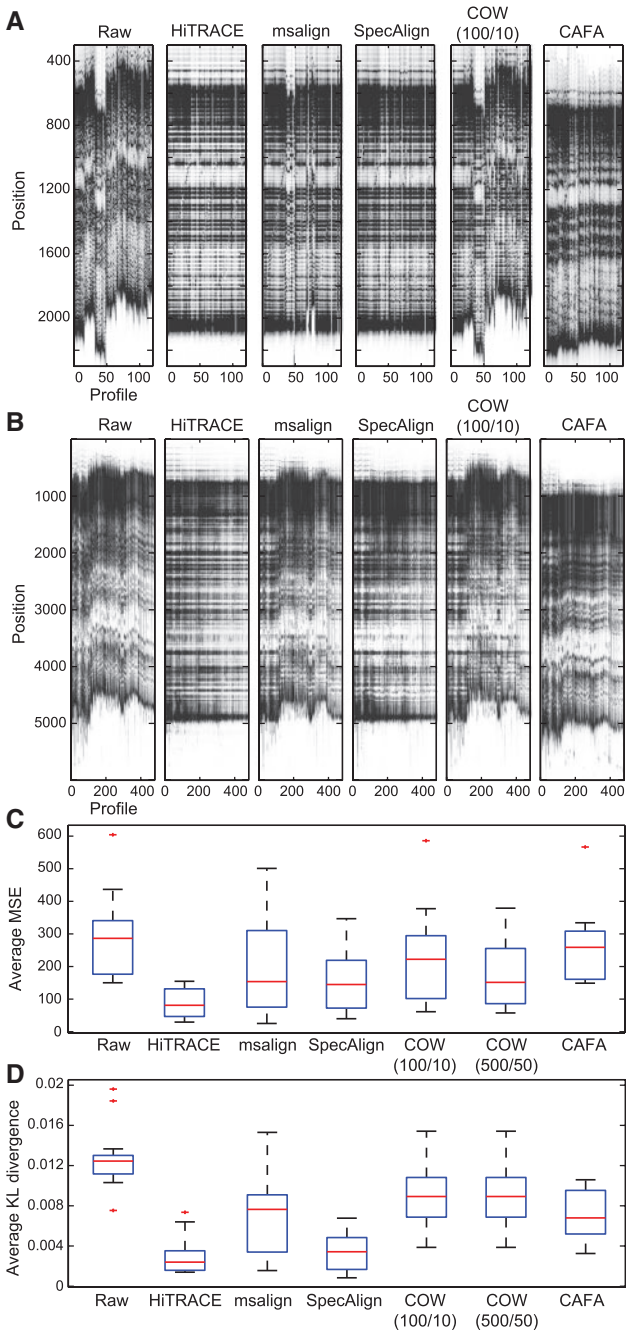 A
Raw HiTRACE msalign SpecAlign COW (100/10) CAFA
Position
400
800
1200
1600
2000
0 50 100 0 50 100 0 50 100 0 50 100 0 50 100 0 50 100
Profile
B
Raw HiTRACE msalign SpecAlign COW (100/10) CAFA
Position
1000
2000
3000
4000
5000
0 200 400 0 200 400 0 200 400 0 200 400 0 200 400 0 200 400
Profile
C
Average MSE
600
500
400
300
200
100
0
Raw HiTRACE msalign SpecAlign COW (100/10) COW (500/50) CAFA
D
Average KL divergence
0.02
0.016
0.012
0.008
0.004
0
Raw HiTRACE msalign SpecAlign COW (100/10) COW (500/50) CAFA